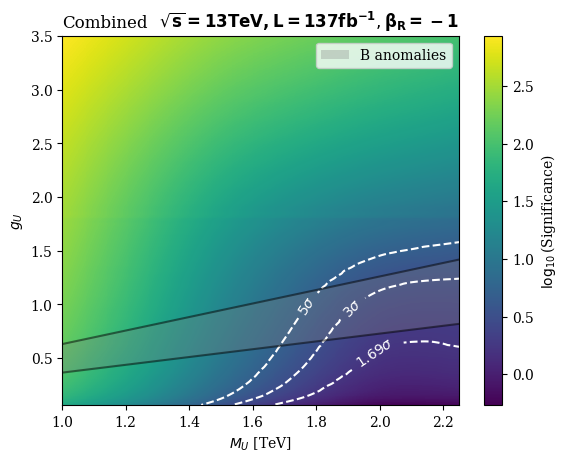 Combined √s = 13TeV, L = 137fb⁻¹, β_R = −1
3.5
3.0
2.5
2.0
1.5
1.0
0.5
g_U
B anomalies
5σ
3σ
1.69σ
1.0
1.2
1.4
1.6
1.8
2.0
2.2
M_U [TeV]
2.5
2.0
1.5
1.0
0.5
0.0
log₁₀(Significance)